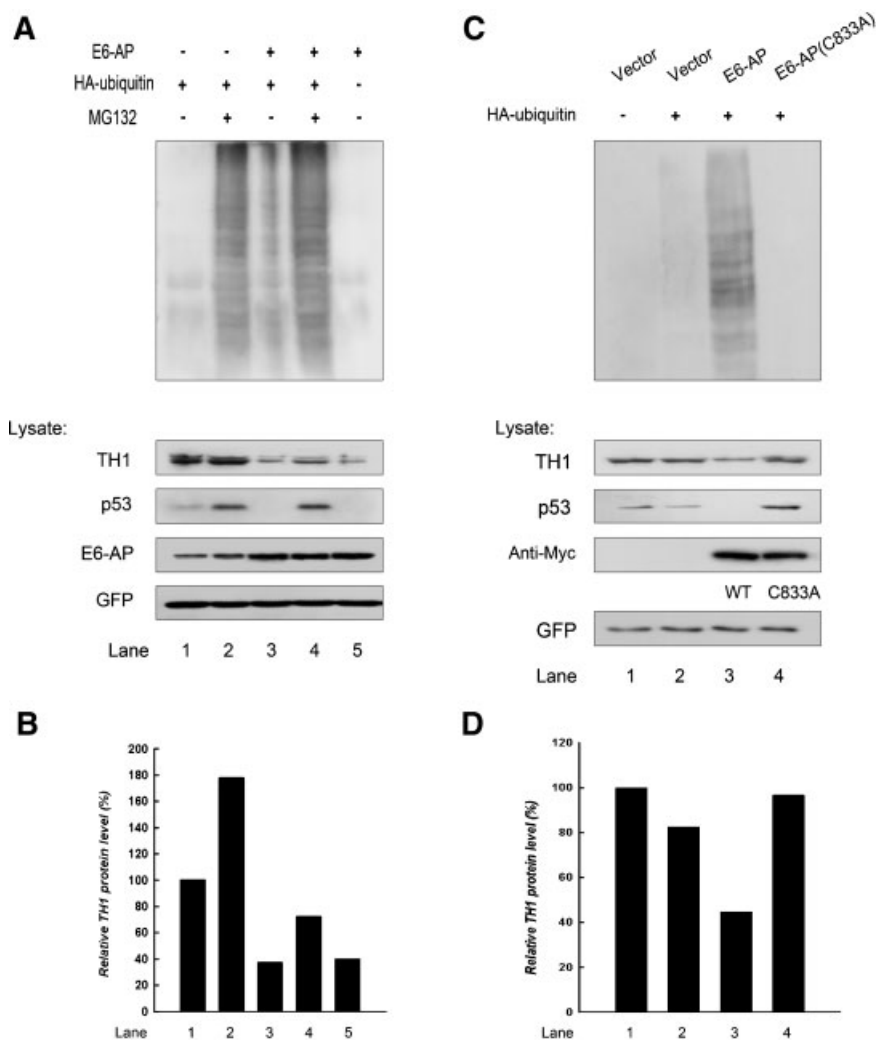 A
E6-AP - - + + +
HA-ubiquitin + + + + -
MG132 - + - + -
Lysate:
TH1
p53
E6-AP
GFP
Lane 1 2 3 4 5
B
Relative TH1 protein level (%)
200
180
160
140
120
100
80
60
40
20
0
Lane 1 2 3 4 5
C
Vector Vector E6-AP E6-AP(C833A)
HA-ubiquitin - + + +
Lysate:
TH1
p53
Anti-Myc
WT C833A
GFP
Lane 1 2 3 4
D
Relative TH1 protein level (%)
120
100
80
60
40
20
0
Lane 1 2 3 4